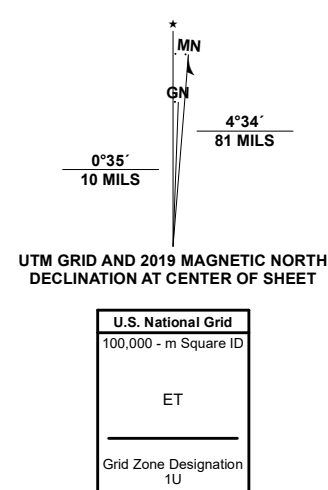 MN
GN
4°34´
81 MILS
0°35´
10 MILS
UTM GRID AND 2019 MAGNETIC NORTH
DECLINATION AT CENTER OF SHEET
U.S. National Grid
100,000 - m Square ID
ET
Grid Zone Designation
1U